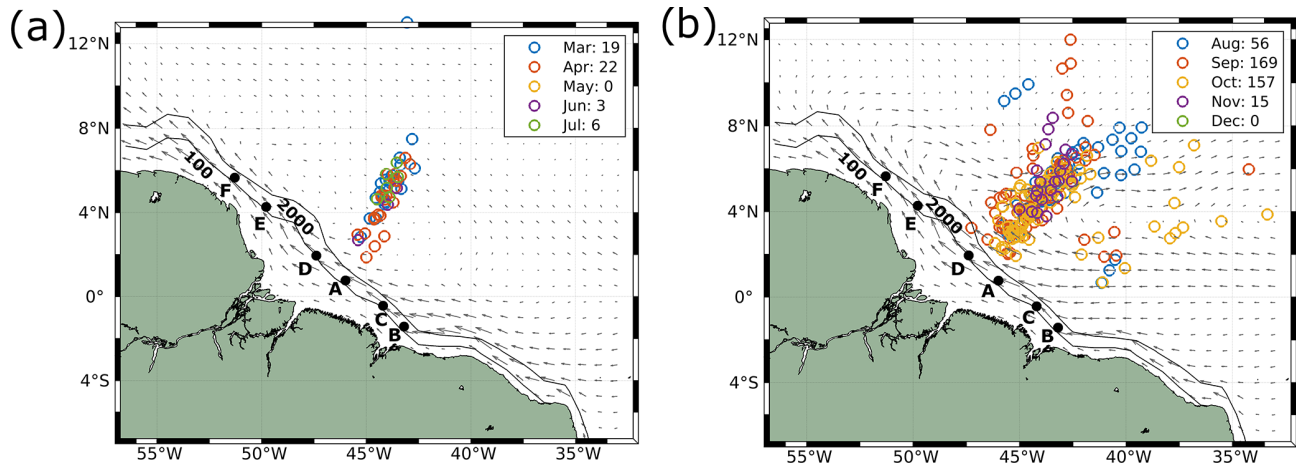 (a)
12°N
8°N
4°N
0°
4°S
55°W
50°W
45°W
40°W
35°W
Mar: 19
Apr: 22
May: 0
Jun: 3
Jul: 6
100
2000
F
E
D
A
C
B
(b)
12°N
8°N
4°N
0°
4°S
55°W
50°W
45°W
40°W
35°W
Aug: 56
Sep: 169
Oct: 157
Nov: 15
Dec: 0
100
2000
F
E
D
A
C
B